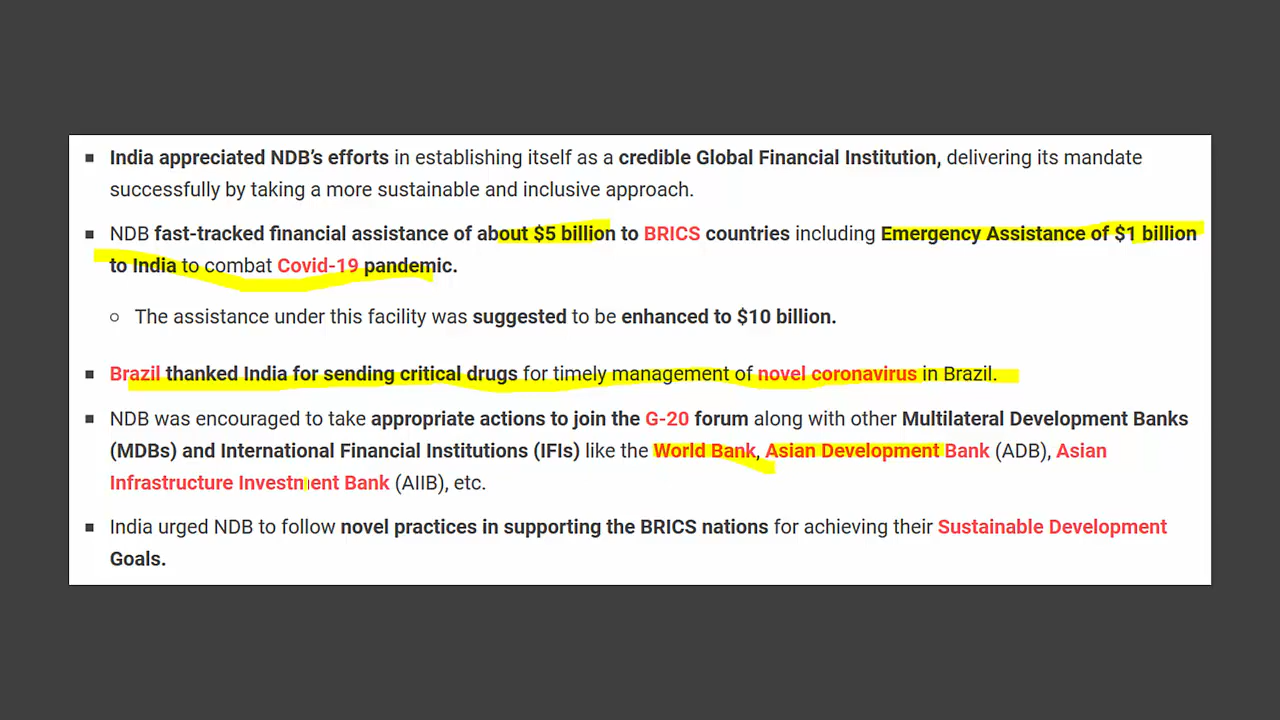 ▪ India appreciated NDB's efforts in establishing itself as a credible Global Financial Institution, delivering its mandate
successfully by taking a more sustainable and inclusive approach.
▪ NDB fast-tracked financial assistance of about $5 billion to BRICS countries including Emergency Assistance of $1 billion
to India to combat Covid-19 pandemic.
○ The assistance under this facility was suggested to be enhanced to $10 billion.
▪ Brazil thanked India for sending critical drugs for timely management of novel coronavirus in Brazil.
▪ NDB was encouraged to take appropriate actions to join the G-20 forum along with other Multilateral Development Banks
(MDBs) and International Financial Institutions (IFIs) like the World Bank, Asian Development Bank (ADB), Asian
Infrastructure Investment Bank (AIIB), etc.
▪ India urged NDB to follow novel practices in supporting the BRICS nations for achieving their Sustainable Development
Goals.